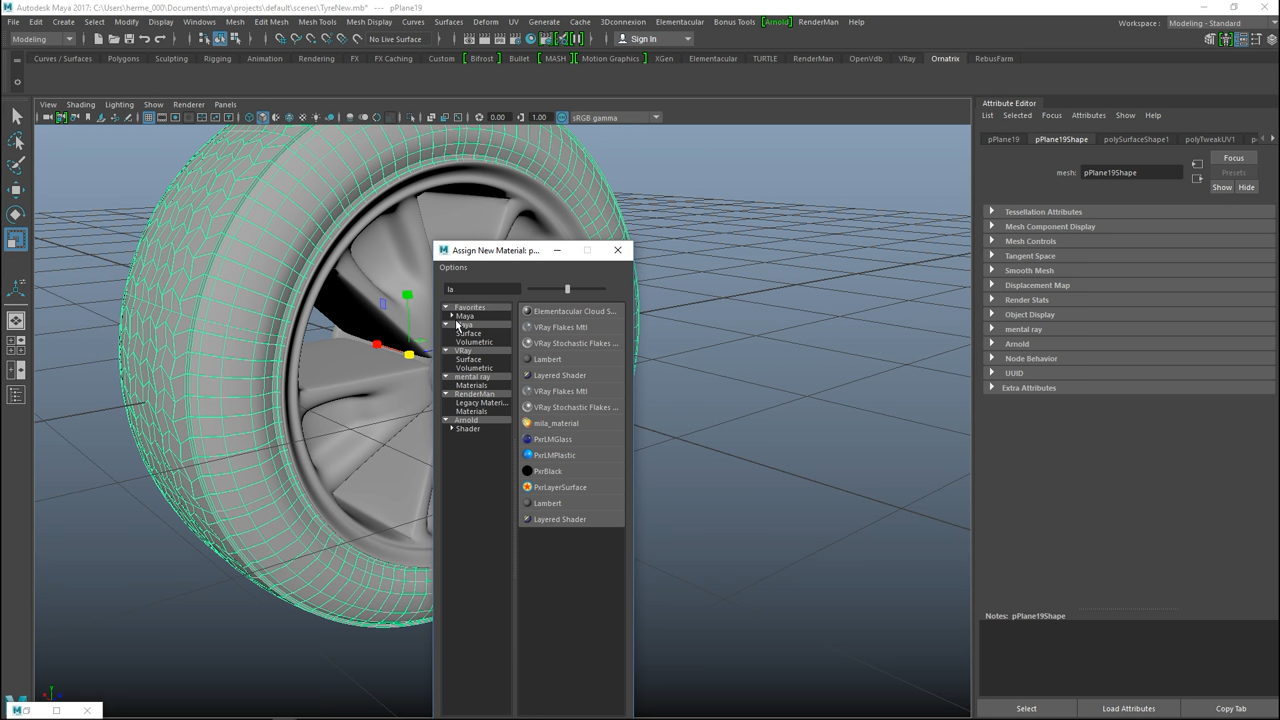 Autodesk Maya 2017: C:\Users\herme_000\Documents\maya\projects\default\scenes\TyreNew.mb* --- pPlane19
File Edit Create Select Modify Display Windows Mesh Edit Mesh Mesh Tools Mesh Display Curves Surfaces Deform UV Generate Cache 3Dconnexion Elementacular Bonus Tools [Arnold] RenderMan Help
Workspace : Modeling - Standard
Modeling No Live Surface Sign In
Curves / Surfaces Polygons Sculpting Rigging Animation Rendering FX FX Caching Custom Bifrost Bullet MASH Motion Graphics XGen Elementacular TURTLE RenderMan OpenVdb VRay Ornatrix RebusFarm
View Shading Lighting Show Renderer Panels
0.00 1.00 sRGB gamma
Assign New Material: p...
Options
la
Favorites
Maya
Surface
Volumetric
VRay
Surface
Volumetric
mental ray
Materials
RenderMan
Legacy Materi...
Materials
Arnold
Shader
Elementacular Cloud S...
VRay Flakes Mtl
VRay Stochastic Flakes ...
Lambert
Layered Shader
VRay Flakes Mtl
VRay Stochastic Flakes ...
mila_material
PxrLMGlass
PxrLMPlastic
PxrBlack
PxrLayerSurface
Lambert
Layered Shader
Attribute Editor
List Selected Focus Attributes Show Help
pPlane19 pPlane19Shape polySurfaceShape1 polyTweakUV1
mesh: pPlane19Shape
Focus
Presets
Show Hide
Tessellation Attributes
Mesh Component Display
Mesh Controls
Tangent Space
Smooth Mesh
Displacement Map
Render Stats
Object Display
mental ray
Arnold
Node Behavior
UUID
Extra Attributes
Notes: pPlane19Shape
Select Load Attributes Copy Tab